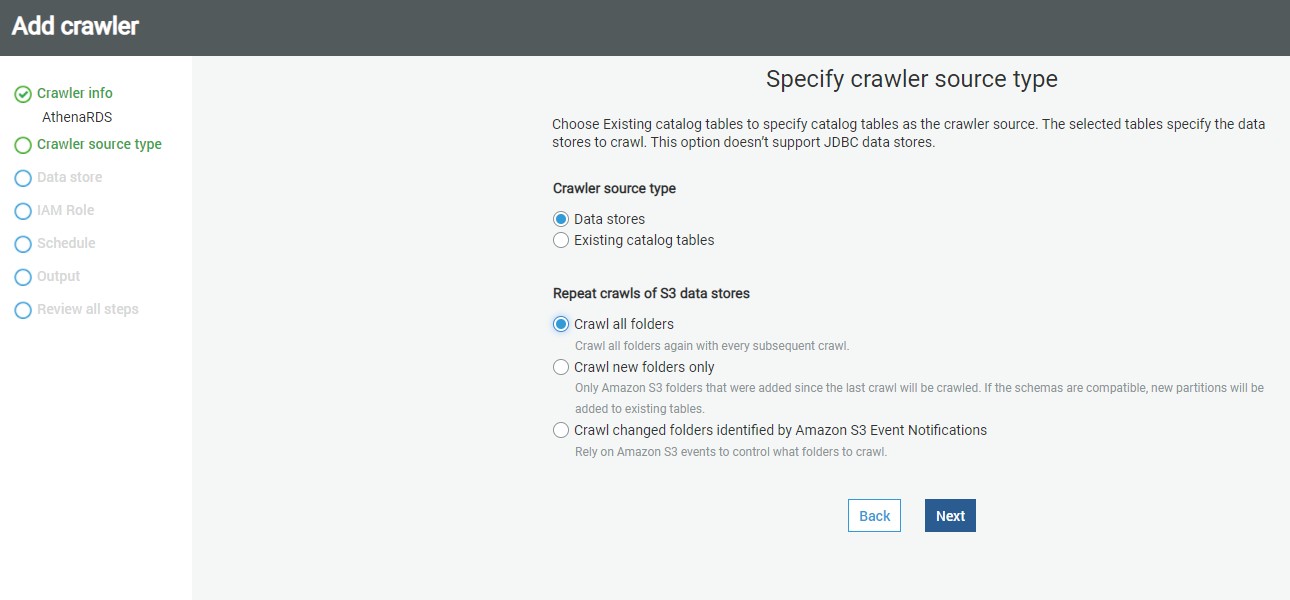 Add crawler
Crawler info
AthenaRDS
Crawler source type
Data store
IAM Role
Schedule
Output
Review all steps
Specify crawler source type
Choose Existing catalog tables to specify catalog tables as the crawler source. The selected tables specify the data
stores to crawl. This option doesn’t support JDBC data stores.
Crawler source type
Data stores
Existing catalog tables
Repeat crawls of S3 data stores
Crawl all folders
Crawl all folders again with every subsequent crawl.
Crawl new folders only
Only Amazon S3 folders that were added since the last crawl will be crawled. If the schemas are compatible, new partitions will be
added to existing tables.
Crawl changed folders identified by Amazon S3 Event Notifications
Rely on Amazon S3 events to control what folders to crawl.
Back
Next